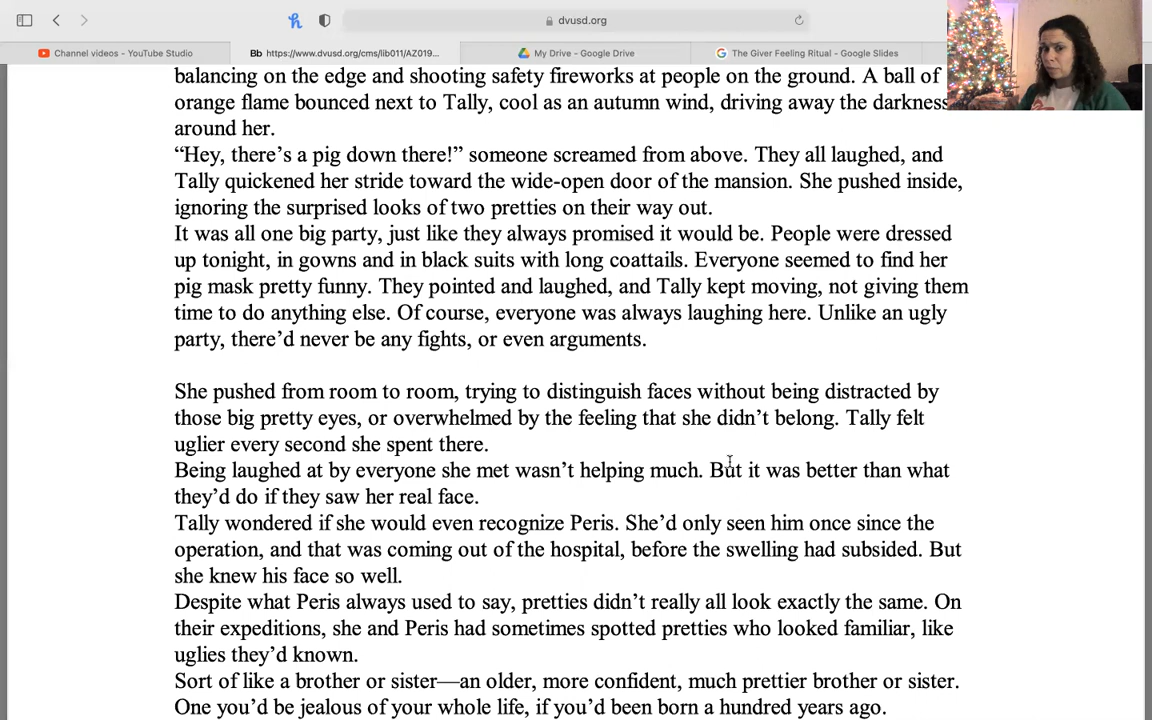 dvusd.org
Channel videos - YouTube Studio
Bb https://www.dvusd.org/cms/lib011/AZ019...
My Drive - Google Drive
The Giver Feeling Ritual - Google Slides
balancing on the edge and shooting safety fireworks at people on the ground. A ball of
orange flame bounced next to Tally, cool as an autumn wind, driving away the darkness
around her.
“Hey, there’s a pig down there!” someone screamed from above. They all laughed, and
Tally quickened her stride toward the wide-open door of the mansion. She pushed inside,
ignoring the surprised looks of two pretties on their way out.
It was all one big party, just like they always promised it would be. People were dressed
up tonight, in gowns and in black suits with long coattails. Everyone seemed to find her
pig mask pretty funny. They pointed and laughed, and Tally kept moving, not giving them
time to do anything else. Of course, everyone was always laughing here. Unlike an ugly
party, there’d never be any fights, or even arguments.
She pushed from room to room, trying to distinguish faces without being distracted by
those big pretty eyes, or overwhelmed by the feeling that she didn’t belong. Tally felt
uglier every second she spent there.
Being laughed at by everyone she met wasn’t helping much. But it was better than what
they’d do if they saw her real face.
Tally wondered if she would even recognize Peris. She’d only seen him once since the
operation, and that was coming out of the hospital, before the swelling had subsided. But
she knew his face so well.
Despite what Peris always used to say, pretties didn’t really all look exactly the same. On
their expeditions, she and Peris had sometimes spotted pretties who looked familiar, like
uglies they’d known.
Sort of like a brother or sister—an older, more confident, much prettier brother or sister.
One you’d be jealous of your whole life, if you’d been born a hundred years ago.